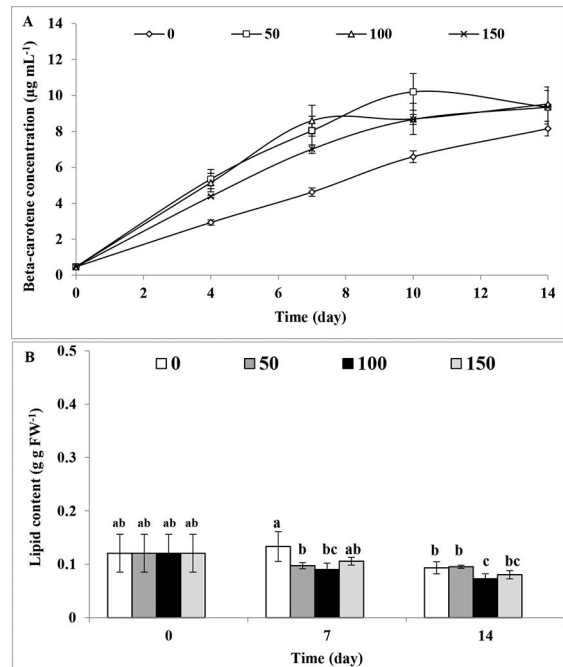 A
0 50 100 150
14
12
10
8
6
4
2
0
Beta-carotene concentration (µg mL⁻¹)
0 2 4 6 8 10 12 14
Time (day)
B
0 50 100 150
0.5
0.4
0.3
0.2
0.1
0
Lipid content (g g FW⁻¹)
ab ab ab ab
a b bc ab
b b c bc
0 7 14
Time (day)